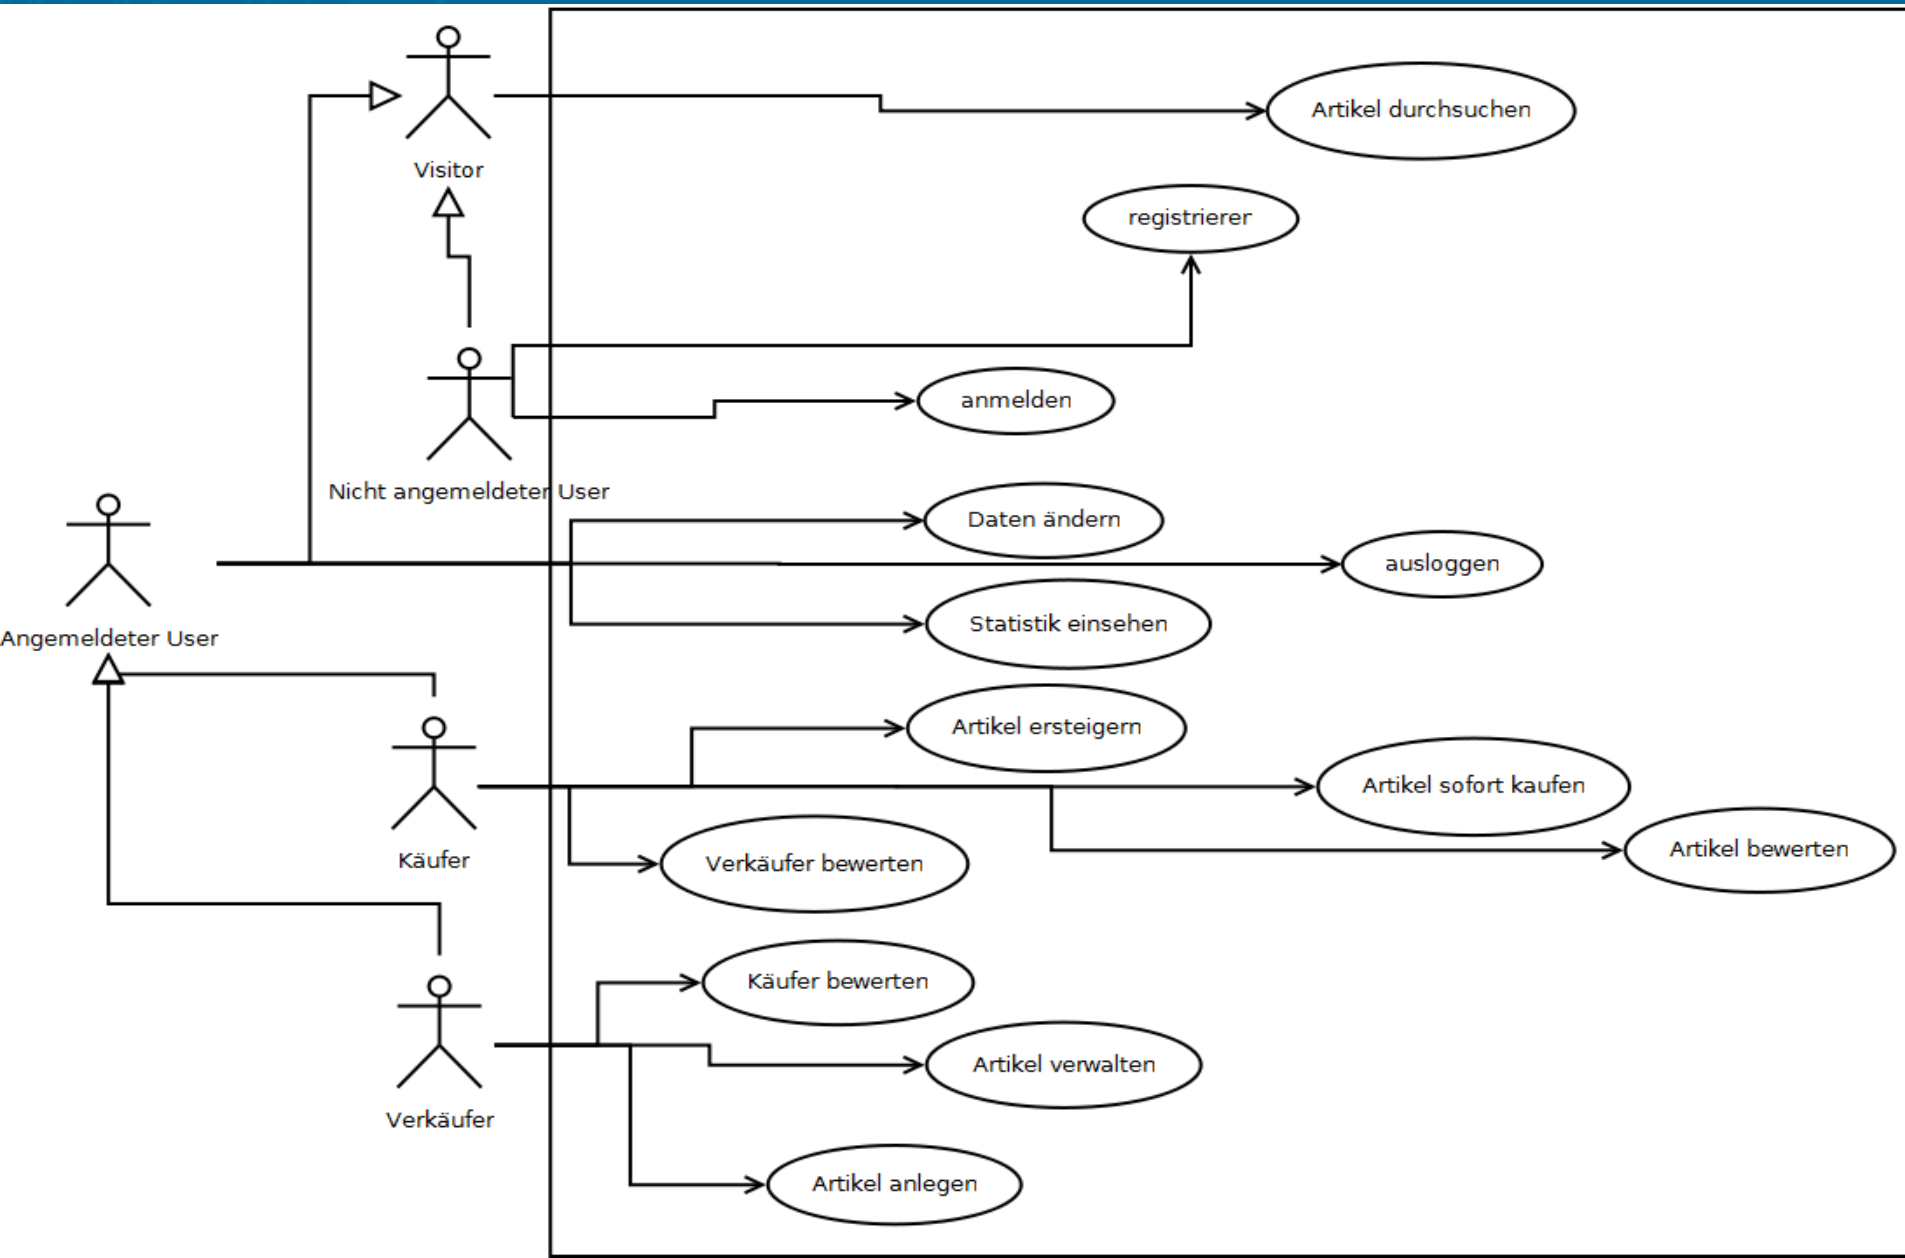 Artikel durchsuchen
Visitor
registrierer
anmelden
Nicht angemeldeter User
Daten ändern
ausloggen
Statistik einsehen
Angemeldeter User
Artikel ersteigern
Artikel sofort kaufen
Artikel bewerten
Käufer
Verkäufer bewerten
Käufer bewerten
Artikel verwalten
Verkäufer
Artikel anlegen